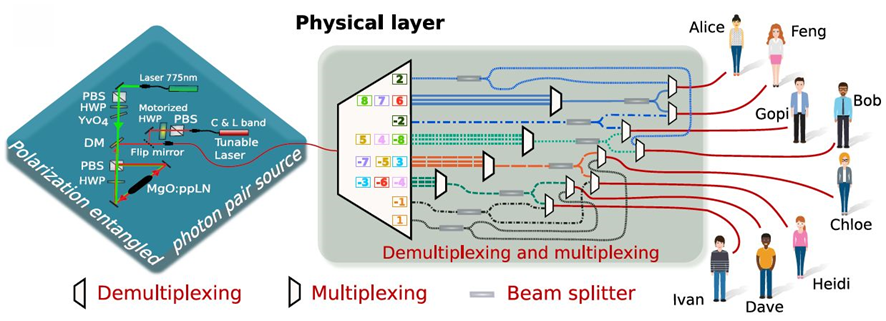 Physical layer
Laser 775nm
PBS
HWP
YvO4
Motorized
HWP
PBS
C & L band
Tunable
Laser
DM
Flip mirror
PBS
HWP
MgO:ppLN
Polarization entangled
photon pair source
2
8 7 6
-2
5 4 -8
-7 -5 3
-3 -6 -4
-1
1
Demultiplexing and multiplexing
Alice
Feng
Gopi
Bob
Chloe
Heidi
Dave
Ivan
Demultiplexing
Multiplexing
Beam splitter